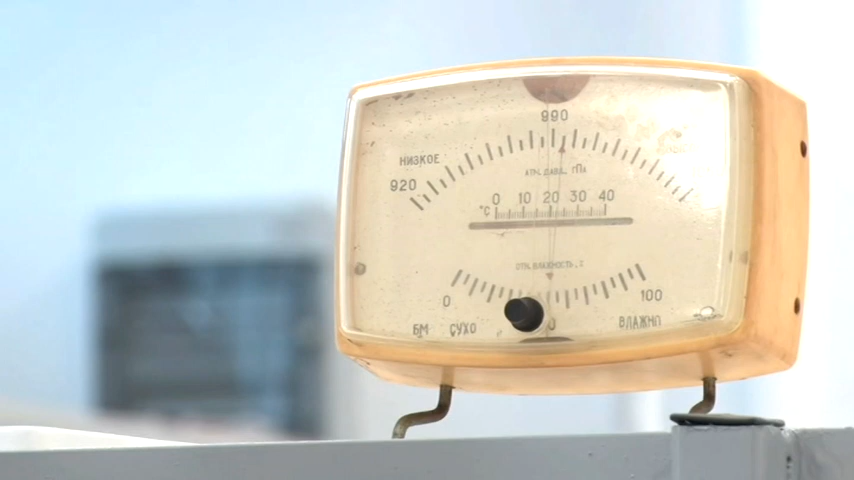 990
НИЗКОЕ
920
АТМ. ДАВЛ. ГПа
°C 0 10 20 30 40
ОТН. ВЛАЖНОСТЬ, %
0 100
БМ СУХО ВЛАЖНО